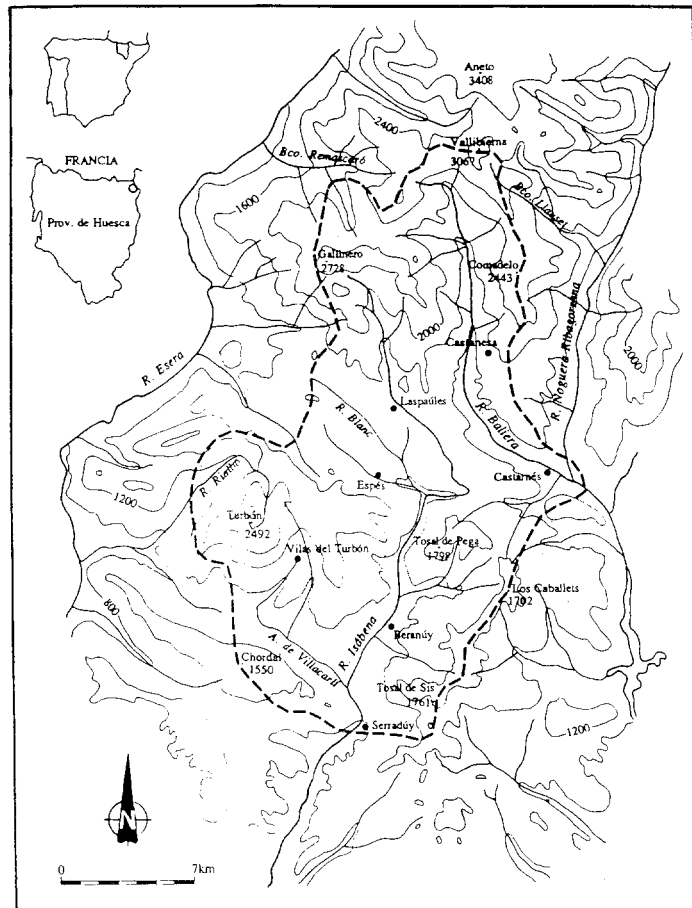 Aneto
3408
2400
Vallibierna
3067
Bco. Remascaró
FRANCIA
Bco. Llauset
1600
Prov. de Huesca
Gallinero
2728
Comadelo
2443
R. Noguera Ribagorzana
2000
2000
Castanesa
R. Esera
Laspaúles
R. Blanc
R. Baliera
Espés
Castarnés
R. Rialbo
1200
Turbón
2492
Tosal de Pega
1798
Vilas del Turbón
Los Caballets
1792
800
Beranúy
R. Isábena
A. de Villacarli
Chordal
1550
Tosal de Sis
1761
Serradúy
1200
N
0 7km